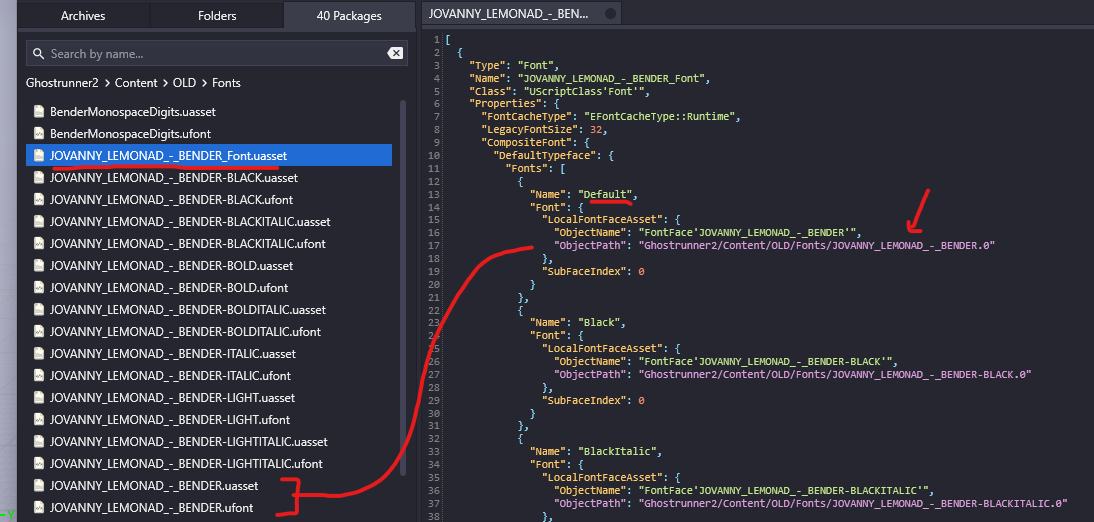 Archives
Folders
40 Packages
Search by name...
Ghostrunner2 > Content > OLD > Fonts
BenderMonospaceDigits.uasset
BenderMonospaceDigits.ufont
JOVANNY_LEMONAD_-_BENDER_Font.uasset
JOVANNY_LEMONAD_-_BENDER-BLACK.uasset
JOVANNY_LEMONAD_-_BENDER-BLACK.ufont
JOVANNY_LEMONAD_-_BENDER-BLACKITALIC.uasset
JOVANNY_LEMONAD_-_BENDER-BLACKITALIC.ufont
JOVANNY_LEMONAD_-_BENDER-BOLD.uasset
JOVANNY_LEMONAD_-_BENDER-BOLD.ufont
JOVANNY_LEMONAD_-_BENDER-BOLDITALIC.uasset
JOVANNY_LEMONAD_-_BENDER-BOLDITALIC.ufont
JOVANNY_LEMONAD_-_BENDER-ITALIC.uasset
JOVANNY_LEMONAD_-_BENDER-ITALIC.ufont
JOVANNY_LEMONAD_-_BENDER-LIGHT.uasset
JOVANNY_LEMONAD_-_BENDER-LIGHT.ufont
JOVANNY_LEMONAD_-_BENDER-LIGHTITALIC.uasset
JOVANNY_LEMONAD_-_BENDER-LIGHTITALIC.ufont
JOVANNY_LEMONAD_-_BENDER.uasset
JOVANNY_LEMONAD_-_BENDER.ufont
-Y
JOVANNY_LEMONAD_-_BEN...
1 [
2 {
3 "Type": "Font",
4 "Name": "JOVANNY_LEMONAD_-_BENDER_Font",
5 "Class": "UScriptClass'Font'",
6 "Properties": {
7 "FontCacheType": "EFontCacheType::Runtime",
8 "LegacyFontSize": 32,
9 "CompositeFont": {
10 "DefaultTypeface": {
11 "Fonts": [
12 {
13 "Name": "Default",
14 "Font": {
15 "LocalFontFaceAsset": {
16 "ObjectName": "FontFace'JOVANNY_LEMONAD_-_BENDER'",
17 "ObjectPath": "Ghostrunner2/Content/OLD/Fonts/JOVANNY_LEMONAD_-_BENDER.0"
18 },
19 "SubFaceIndex": 0
20 }
21 },
22 {
23 "Name": "Black",
24 "Font": {
25 "LocalFontFaceAsset": {
26 "ObjectName": "FontFace'JOVANNY_LEMONAD_-_BENDER-BLACK'",
27 "ObjectPath": "Ghostrunner2/Content/OLD/Fonts/JOVANNY_LEMONAD_-_BENDER-BLACK.0"
28 },
29 "SubFaceIndex": 0
30 }
31 },
32 {
33 "Name": "BlackItalic",
34 "Font": {
35 "LocalFontFaceAsset": {
36 "ObjectName": "FontFace'JOVANNY_LEMONAD_-_BENDER-BLACKITALIC'",
37 "ObjectPath": "Ghostrunner2/Content/OLD/Fonts/JOVANNY_LEMONAD_-_BENDER-BLACKITALIC.0"
38 },